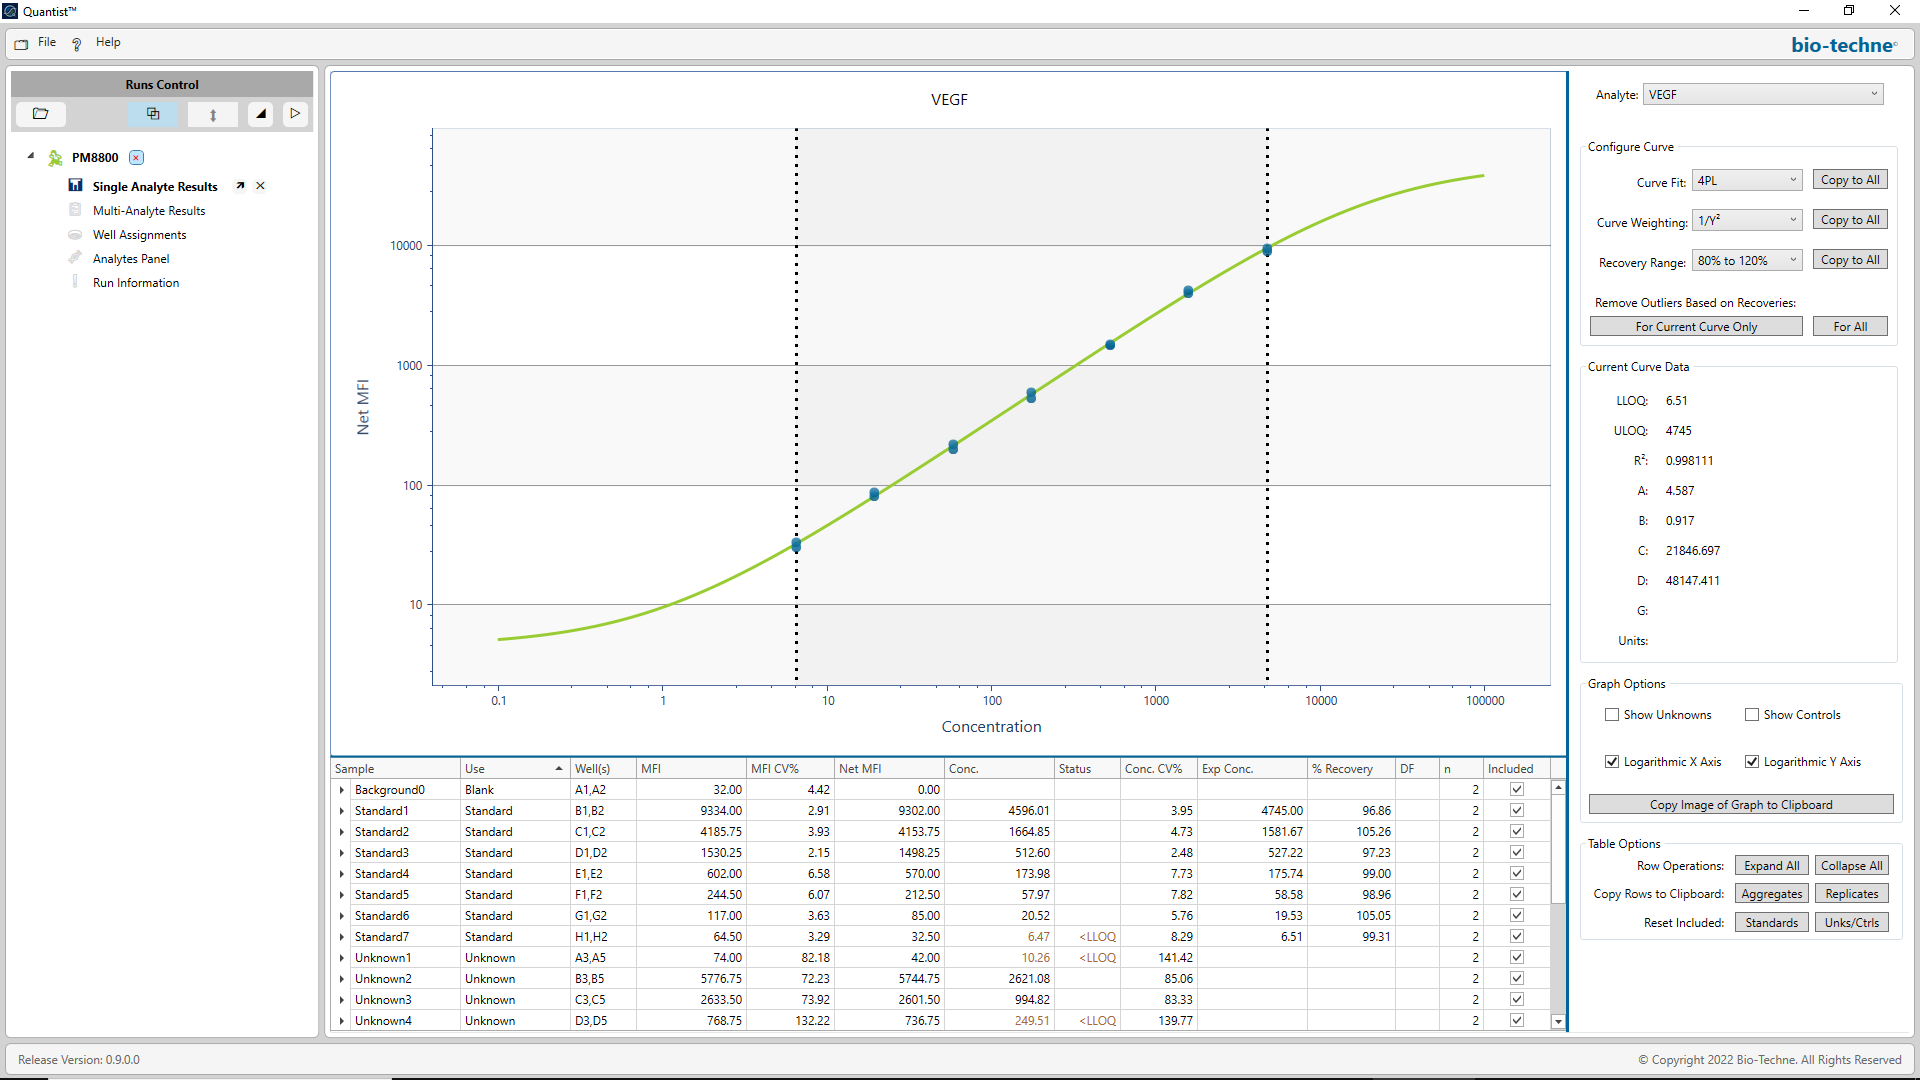 Quantist™
File Help
bio-techne
Runs Control
PM8800
Single Analyte Results
Multi-Analyte Results
Well Assignments
Analytes Panel
Run Information
VEGF
Net MFI
10000
1000
100
10
0.1 1 10 100 1000 10000 100000
Concentration
Analyte: VEGF
Configure Curve
Curve Fit: 4PL Copy to All
Curve Weighting: 1/Y² Copy to All
Recovery Range: 80% to 120% Copy to All
Remove Outliers Based on Recoveries:
For Current Curve Only For All
Current Curve Data
LLOQ: 6.51
ULOQ: 4745
R²: 0.998111
A: 4.587
B: 0.917
C: 21846.697
D: 48147.411
G:
Units:
Graph Options
Show Unknowns Show Controls
Logarithmic X Axis Logarithmic Y Axis
Copy Image of Graph to Clipboard
Table Options
Row Operations: Expand All Collapse All
Copy Rows to Clipboard: Aggregates Replicates
Reset Included: Standards Unks/Ctrls
Sample Use Well(s) MFI MFI CV% Net MFI Conc. Status Conc. CV% Exp Conc. % Recovery DF n Included
Background0 Blank A1,A2 32.00 4.42 0.00 2
Standard1 Standard B1,B2 9334.00 2.91 9302.00 4596.01 3.95 4745.00 96.86 2
Standard2 Standard C1,C2 4185.75 3.93 4153.75 1664.85 4.73 1581.67 105.26 2
Standard3 Standard D1,D2 1530.25 2.15 1498.25 512.60 2.48 527.22 97.23 2
Standard4 Standard E1,E2 602.00 6.58 570.00 173.98 7.73 175.74 99.00 2
Standard5 Standard F1,F2 244.50 6.07 212.50 57.97 7.82 58.58 98.96 2
Standard6 Standard G1,G2 117.00 3.63 85.00 20.52 5.76 19.53 105.05 2
Standard7 Standard H1,H2 64.50 3.29 32.50 6.47 <LLOQ 8.29 6.51 99.31 2
Unknown1 Unknown A3,A5 74.00 82.18 42.00 10.26 <LLOQ 141.42 2
Unknown2 Unknown B3,B5 5776.75 72.23 5744.75 2621.08 85.06 2
Unknown3 Unknown C3,C5 2633.50 73.92 2601.50 994.82 83.33 2
Unknown4 Unknown D3,D5 768.75 132.22 736.75 249.51 <LLOQ 139.77 2
Release Version: 0.9.0.0
© Copyright 2022 Bio-Techne. All Rights Reserved